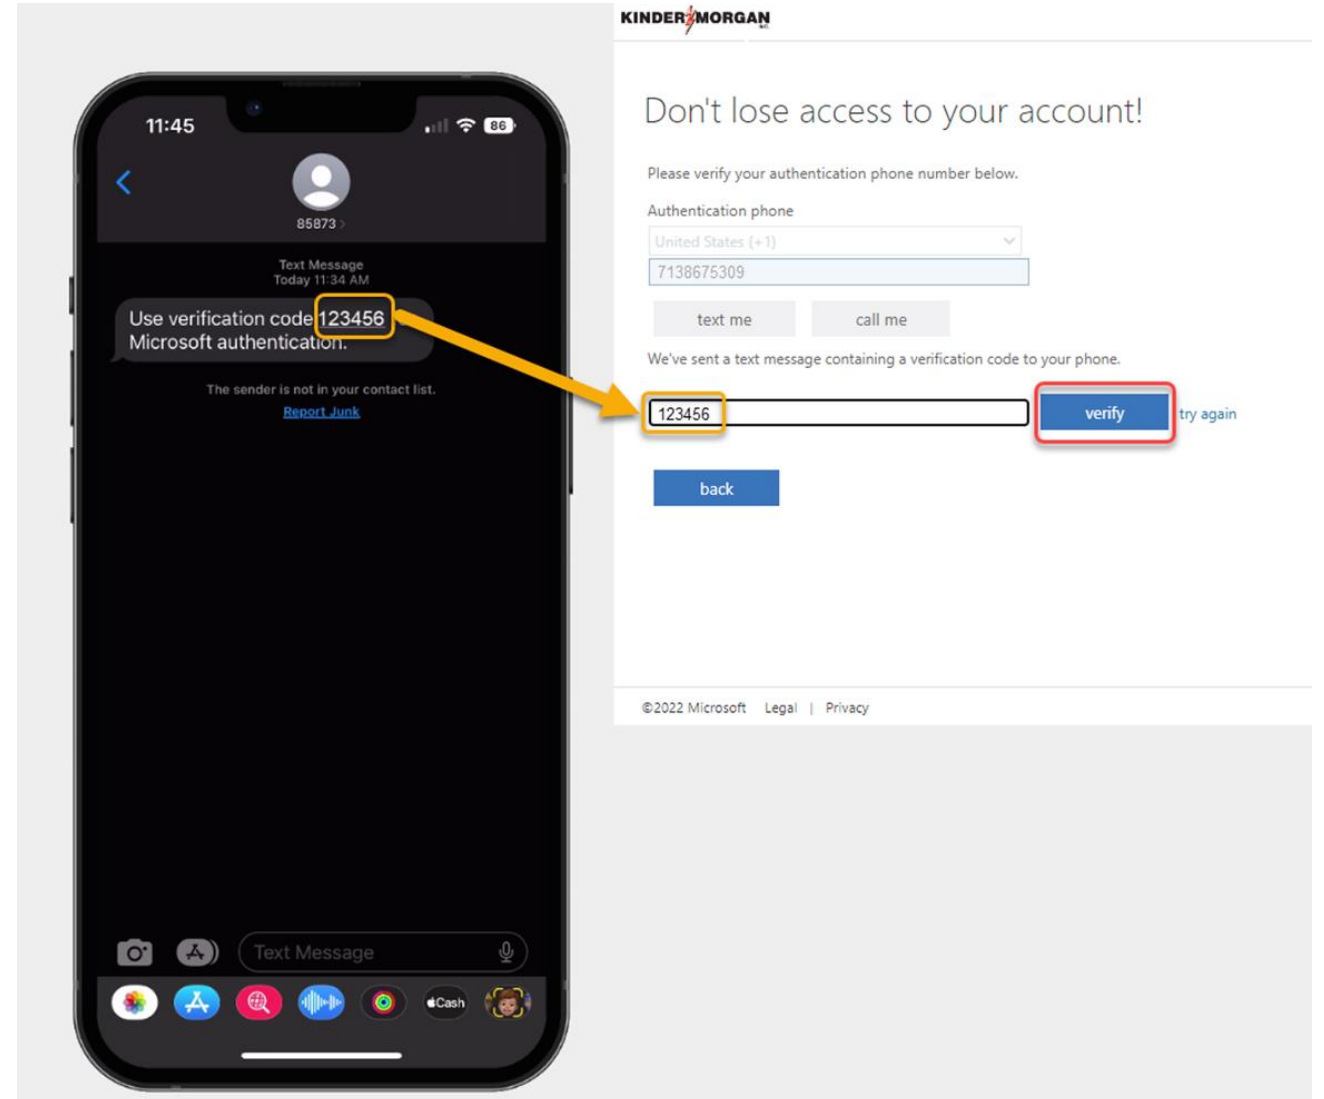 KINDER MORGAN
INC.
11:45
86
85873
Text Message
Today 11:34 AM
Use verification code 123456
Microsoft authentication.
The sender is not in your contact list.
Report Junk
Text Message
Cash
Don't lose access to your account!
Please verify your authentication phone number below.
Authentication phone
United States (+1)
7138675309
text me
call me
We've sent a text message containing a verification code to your phone.
123456
verify
try again
back
©2022 Microsoft Legal | Privacy